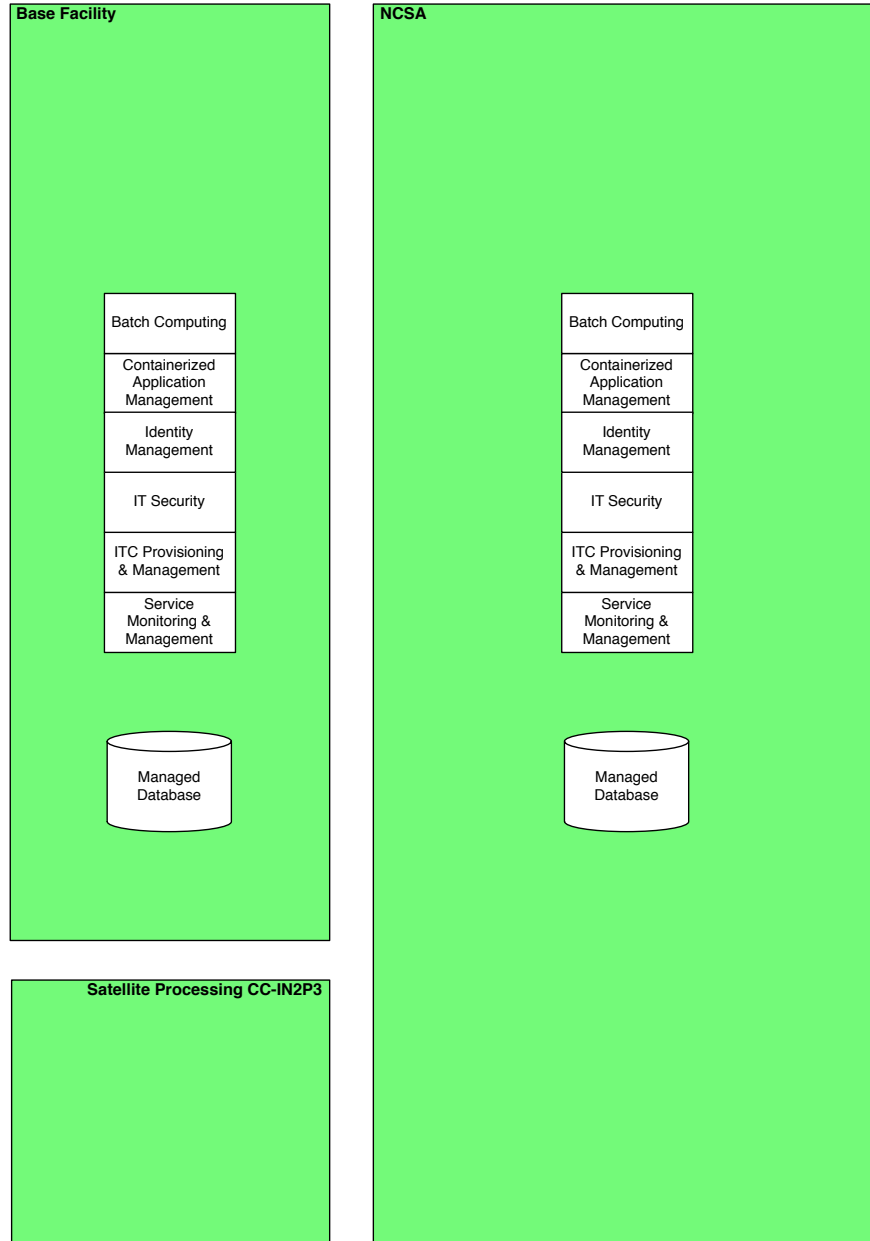 Base Facility
Batch Computing
Containerized
Application
Management
Identity
Management
IT Security
ITC Provisioning
& Management
Service
Monitoring &
Management
Managed
Database
Satellite Processing CC-IN2P3
NCSA
Batch Computing
Containerized
Application
Management
Identity
Management
IT Security
ITC Provisioning
& Management
Service
Monitoring &
Management
Managed
Database